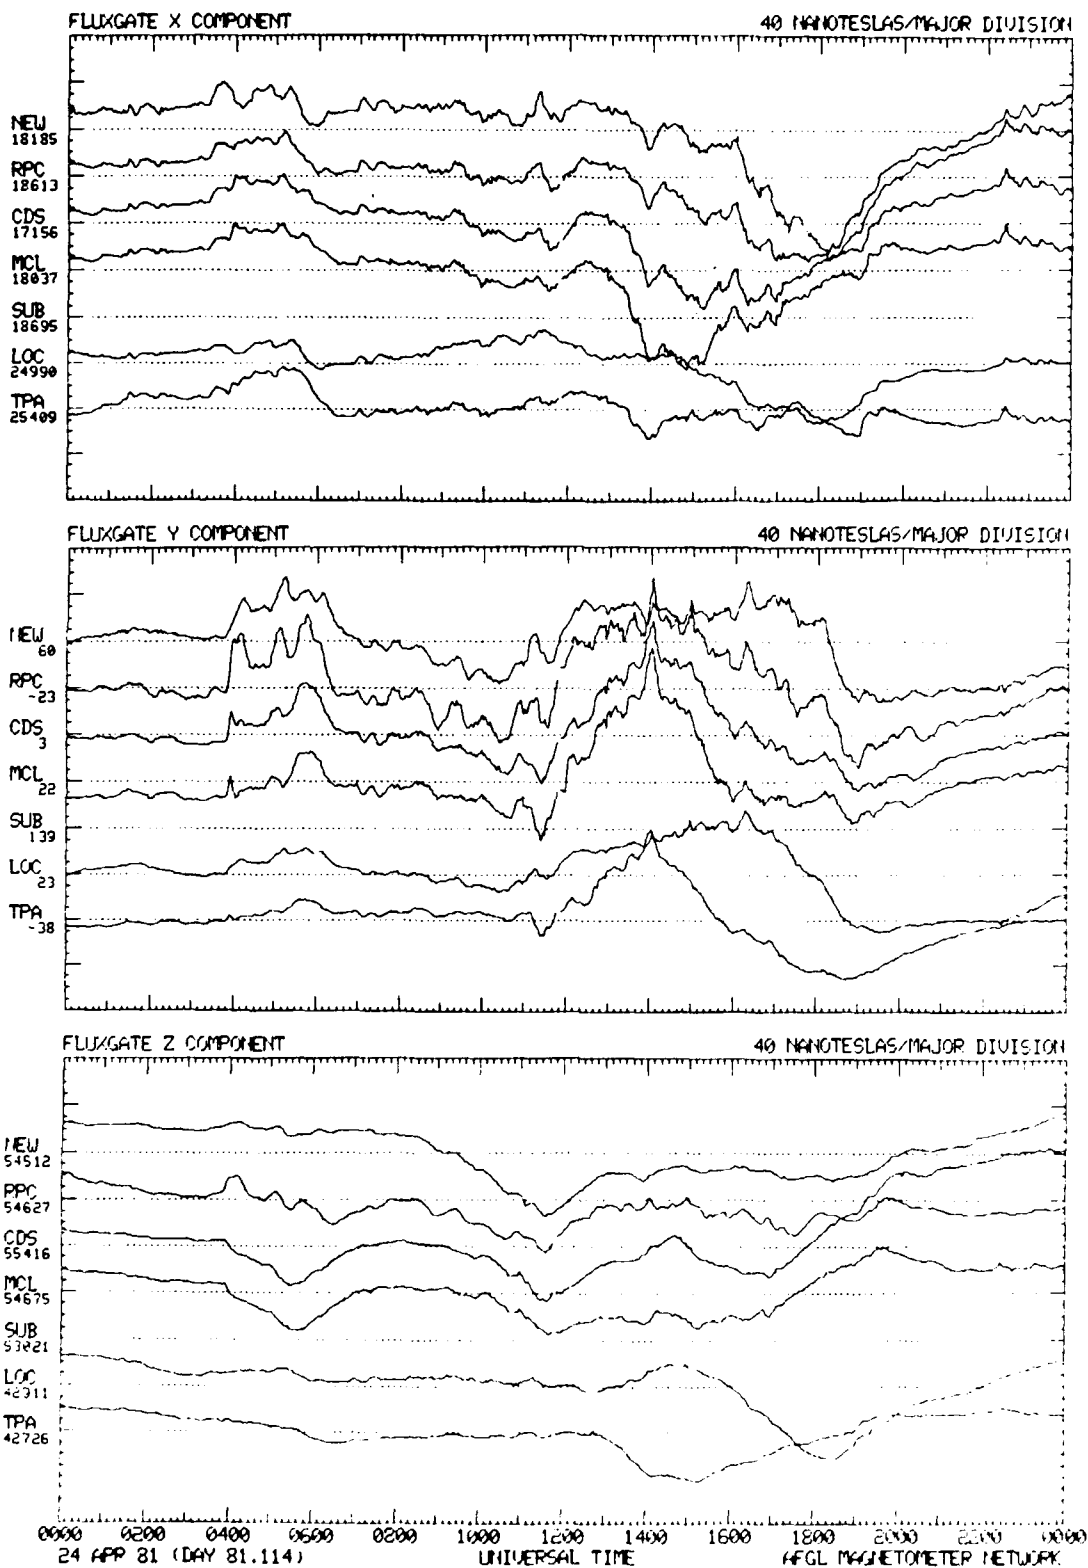 FLUXGATE X COMPONENT 40 NANOTESLAS/MAJOR DIVISION
NEW
18185
RPC
18613
CDS
17156
MCL
18037
SUB
18695
LOC
24990
TPA
25409
FLUXGATE Y COMPONENT 40 NANOTESLAS/MAJOR DIVISION
NEW
60
RPC
-23
CDS
3
MCL
22
SUB
139
LOC
23
TPA
-38
FLUXGATE Z COMPONENT 40 NANOTESLAS/MAJOR DIVISION
NEW
54512
RPC
54627
CDS
55416
MCL
54675
SUB
53021
LOC
42911
TPA
42726
0000 0200 0400 0600 0800 1000 1200 1400 1600 1800 2000 2200 0000
24 APR 81 (DAY 81.114) UNIVERSAL TIME AFGL MAGNETOMETER NETWORK